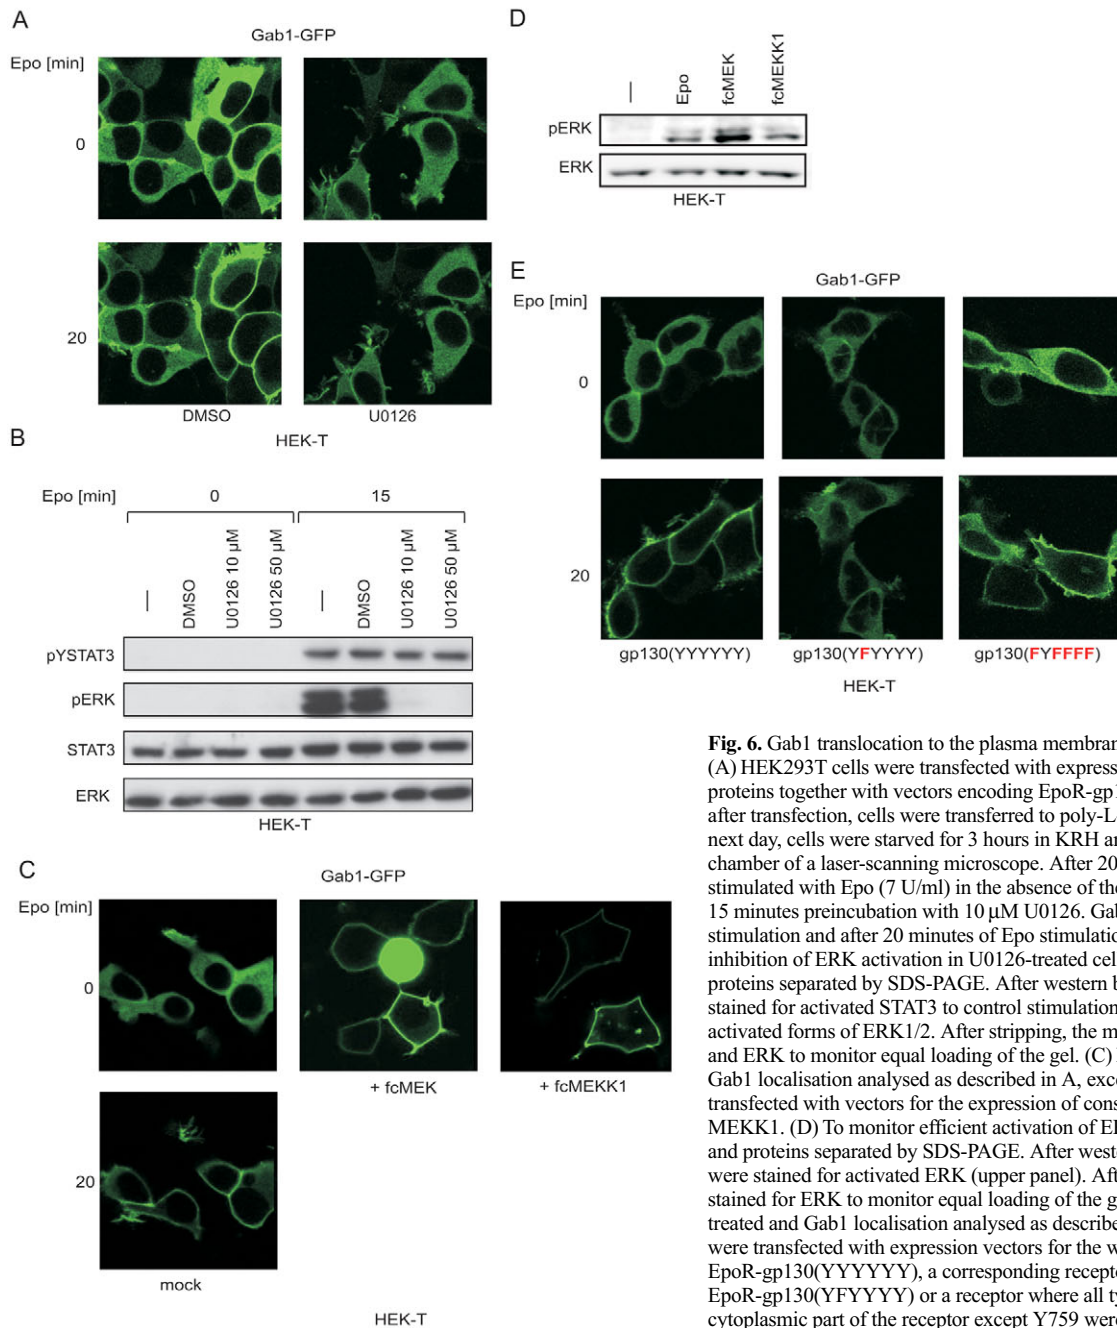 A
Gab1-GFP
Epo [min]
0
20
DMSO
U0126
HEK-T
B
Epo [min]
0
15
—
DMSO
U0126 10 µM
U0126 50 µM
—
DMSO
U0126 10 µM
U0126 50 µM
pYSTAT3
pERK
STAT3
ERK
HEK-T
C
Gab1-GFP
Epo [min]
0
+ fcMEK
+ fcMEKK1
20
mock
HEK-T
D
—
Epo
fcMEK
fcMEKK1
pERK
ERK
HEK-T
E
Gab1-GFP
Epo [min]
0
20
gp130(YYYYYY)
gp130(YFYYYY)
gp130(FYFFFF)
HEK-T
Fig. 6. Gab1 translocation to the plasma membran
(A) HEK293T cells were transfected with express
proteins together with vectors encoding EpoR-gp1
after transfection, cells were transferred to poly-L-
next day, cells were starved for 3 hours in KRH an
chamber of a laser-scanning microscope. After 20
stimulated with Epo (7 U/ml) in the absence of the
15 minutes preincubation with 10 µM U0126. Gab
stimulation and after 20 minutes of Epo stimulatio
inhibition of ERK activation in U0126-treated cel
proteins separated by SDS-PAGE. After western b
stained for activated STAT3 to control stimulation
activated forms of ERK1/2. After stripping, the m
and ERK to monitor equal loading of the gel. (C)
Gab1 localisation analysed as described in A, exce
transfected with vectors for the expression of cons
MEKK1. (D) To monitor efficient activation of E
and proteins separated by SDS-PAGE. After weste
were stained for activated ERK (upper panel). Aft
stained for ERK to monitor equal loading of the g
treated and Gab1 localisation analysed as describe
were transfected with expression vectors for the w
EpoR-gp130(YYYYYY), a corresponding recepto
EpoR-gp130(YFYYYY) or a receptor where all ty
cytoplasmic part of the receptor except Y759 were